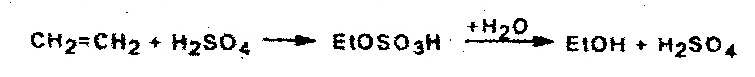 CH₂=CH₂ + H₂SO₄ ⟶ EtOSO₃H +H₂O⟶ EtOH + H₂SO₄